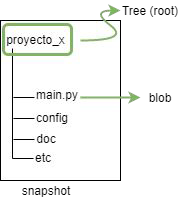 Tree (root)
proyecto_x
main.py
blob
config
doc
etc
snapshot